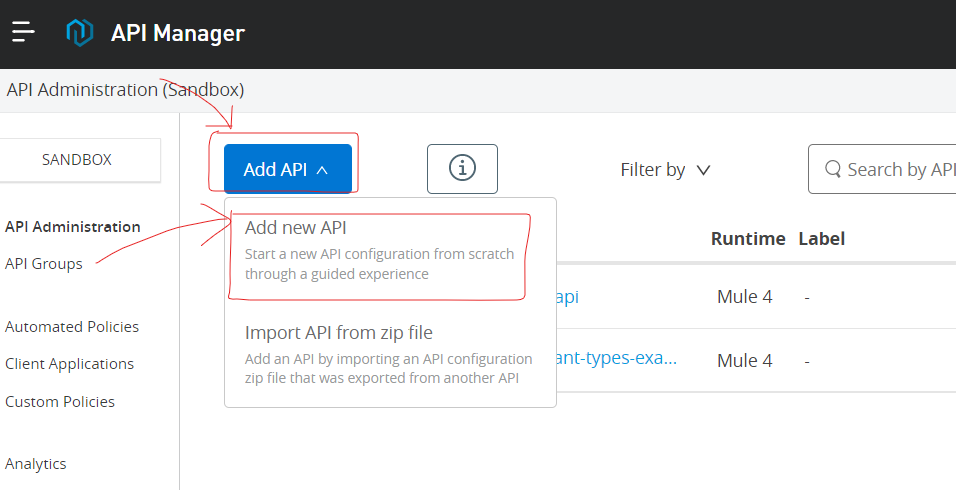 API Manager
API Administration (Sandbox)
SANDBOX
API Administration
API Groups
Automated Policies
Client Applications
Custom Policies
Analytics
Add API
Filter by
Search by API
Add new API
Start a new API configuration from scratch
through a guided experience
Import API from zip file
Add an API by importing an API configuration
zip file that was exported from another API
Runtime Label
api Mule 4 -
ant-types-exa... Mule 4 -